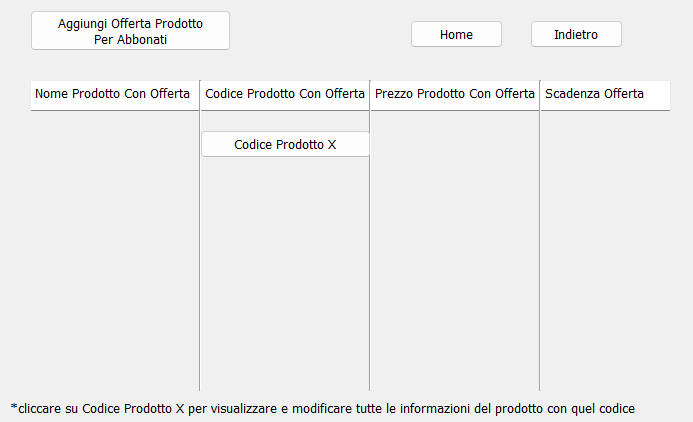 Aggiungi Offerta Prodotto
Per Abbonati
Home
Indietro
Nome Prodotto Con Offerta
Codice Prodotto Con Offerta
Prezzo Prodotto Con Offerta
Scadenza Offerta
Codice Prodotto X
*cliccare su Codice Prodotto X per visualizzare e modificare tutte le informazioni del prodotto con quel codice